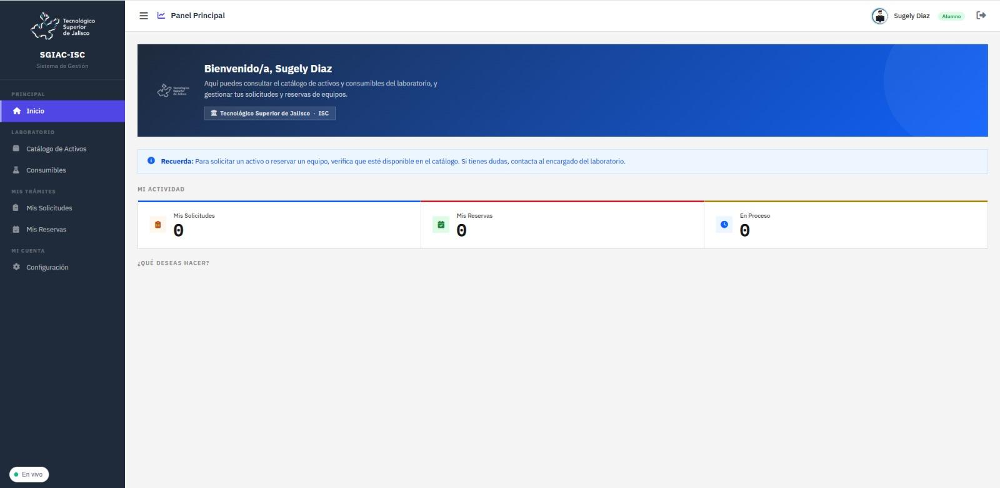 Tecnológico
Superior
de Jalisco
SGIAC-ISC
Sistema de Gestión
PRINCIPAL
Inicio
LABORATORIO
Catálogo de Activos
Consumibles
MIS TRÁMITES
Mis Solicitudes
Mis Reservas
MI CUENTA
Configuración
En vivo
Panel Principal
Sugely Diaz
Alumno
Tecnológico
Superior
de Jalisco
Bienvenido/a, Sugely Diaz
Aquí puedes consultar el catálogo de activos y consumibles del laboratorio, y
gestionar tus solicitudes y reservas de equipos.
Tecnológico Superior de Jalisco · ISC
Recuerda: Para solicitar un activo o reservar un equipo, verifica que esté disponible en el catálogo. Si tienes dudas, contacta al encargado del laboratorio.
MI ACTIVIDAD
Mis Solicitudes
0
Mis Reservas
0
En Proceso
0
¿QUÉ DESEAS HACER?